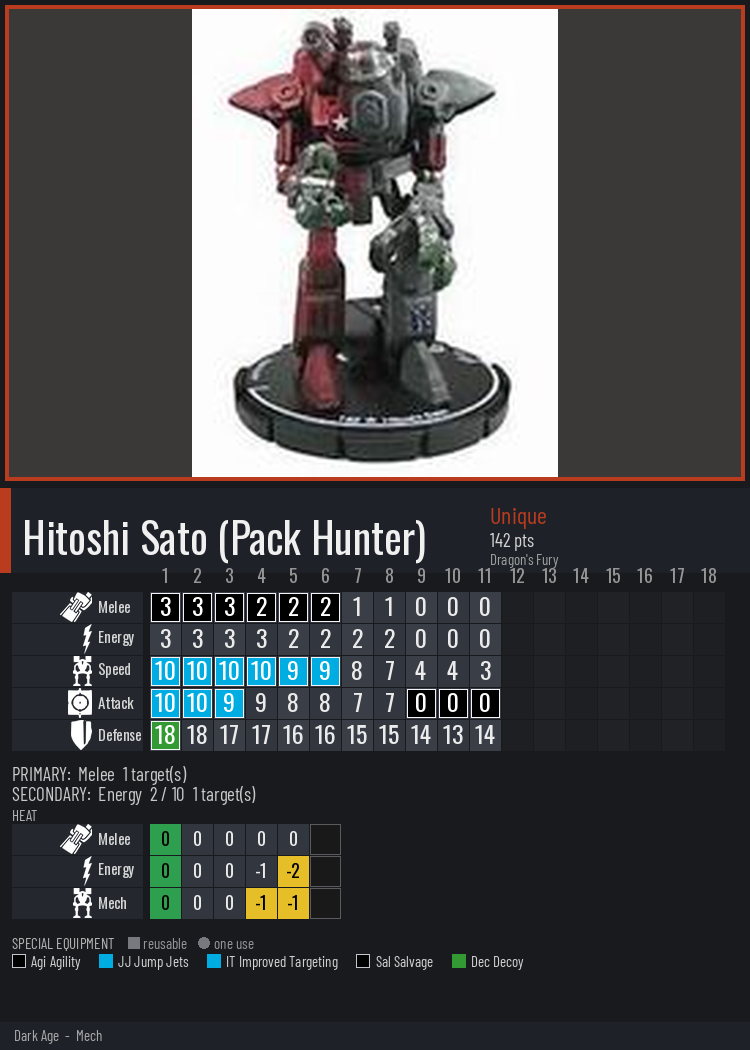 Hitoshi Sato (Pack Hunter)
Unique
142 pts
Dragon's Fury
1 2 3 4 5 6 7 8 9 10 11 12 13 14 15 16 17 18
Melee 3 3 3 2 2 2 1 1 0 0 0
Energy 3 3 3 3 2 2 2 2 0 0 0
Speed 10 10 10 10 9 9 8 7 4 4 3
Attack 10 10 9 9 8 8 7 7 0 0 0
Defense 18 18 17 17 16 16 15 15 14 13 14
PRIMARY: Melee 1 target(s)
SECONDARY: Energy 2 / 10 1 target(s)
HEAT
Melee 0 0 0 0 0
Energy 0 0 0 -1 -2
Mech 0 0 0 -1 -1
SPECIAL EQUIPMENT reusable one use
Agi Agility JJ Jump Jets IT Improved Targeting Sal Salvage Dec Decoy
Dark Age - Mech